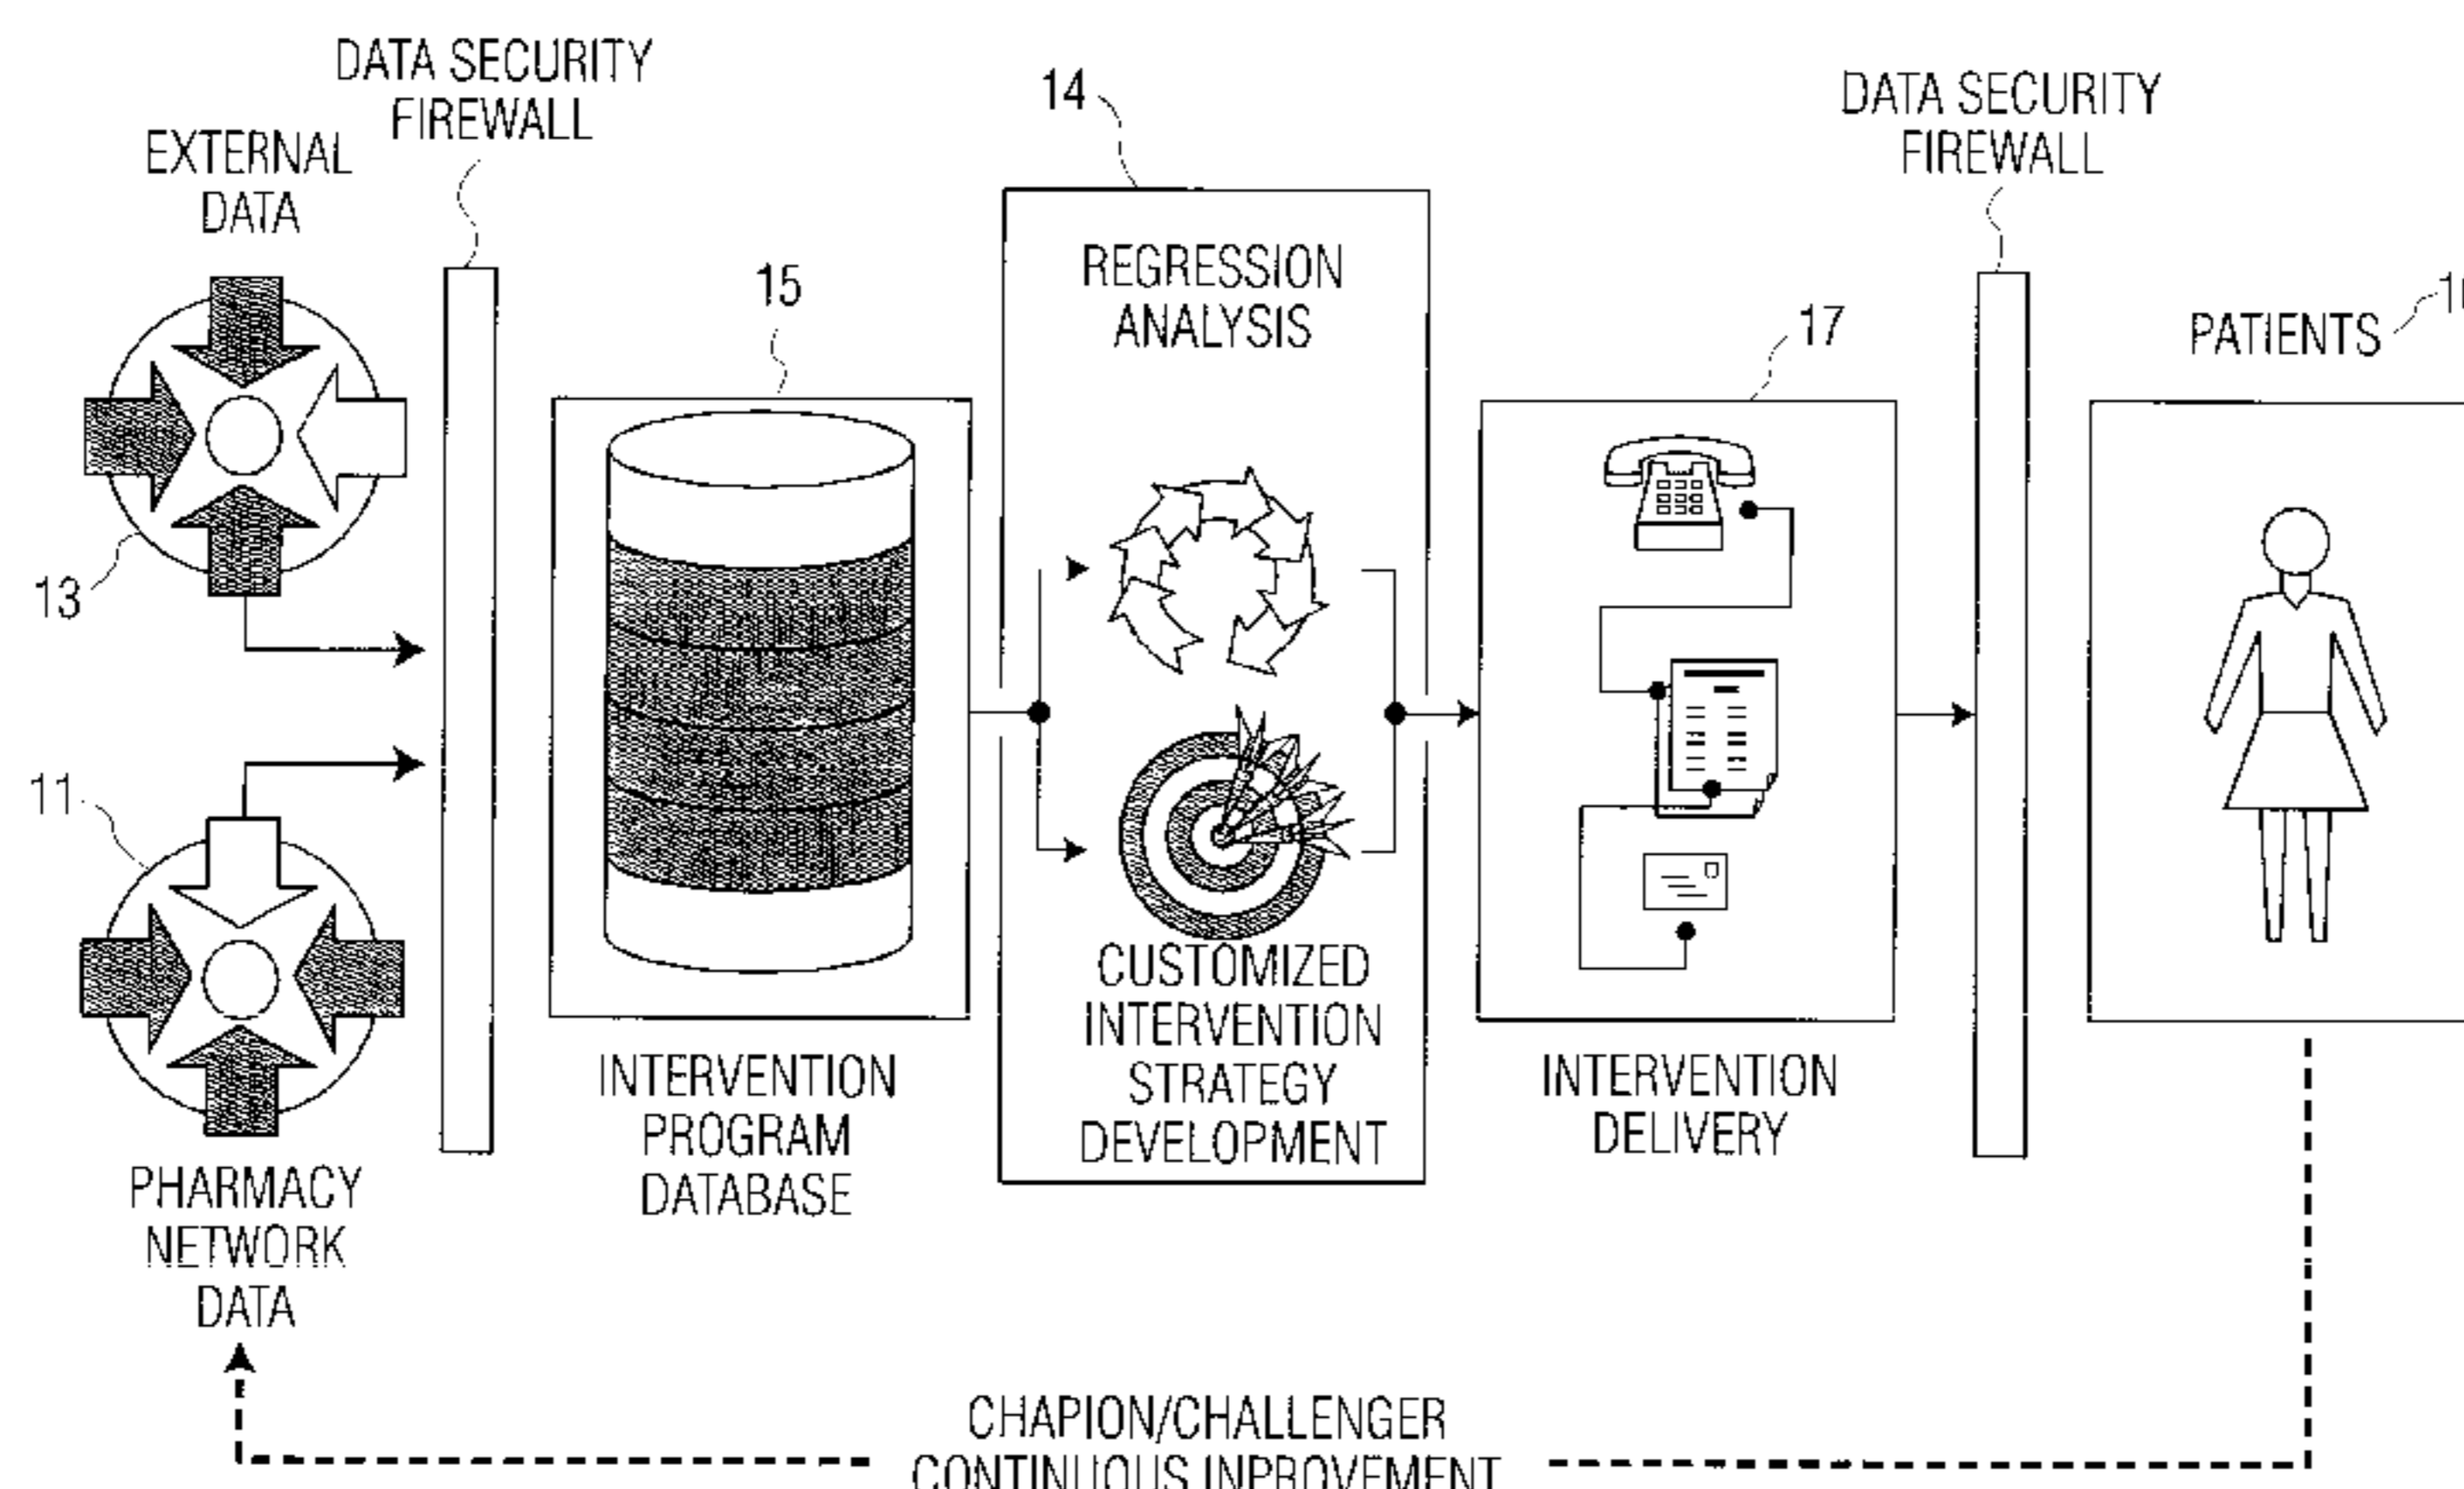 DATA SECURITY
FIREWALL
EXTERNAL
DATA
13
11
PHARMACY
NETWORK
DATA
15
INTERVENTION
PROGRAM
DATABASE
14
REGRESSION
ANALYSIS
CUSTOMIZED
INTERVENTION
STRATEGY
DEVELOPMENT
17
INTERVENTION
DELIVERY
DATA SECURITY
FIREWALL
PATIENTS
CHAPION/CHALLENGER
CONTINUOUS INPROVEMENT